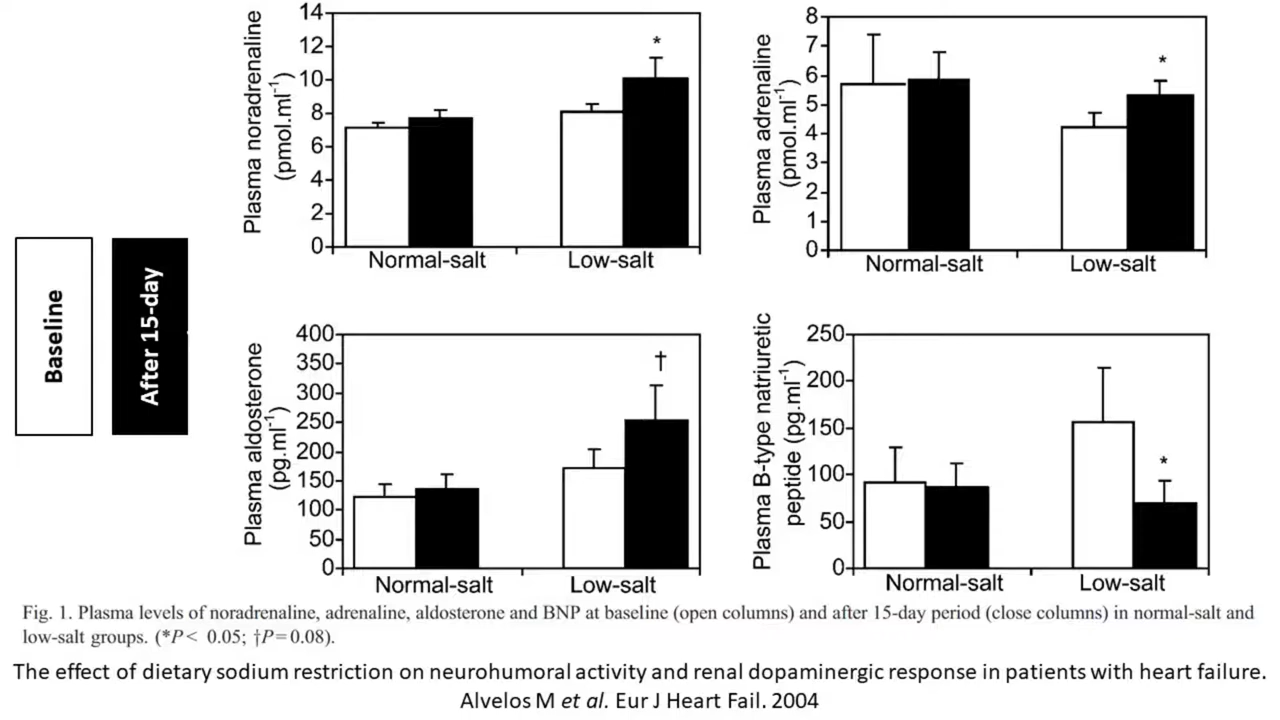 Baseline
After 15-day
Plasma noradrenaline
(pmol.ml-1)
14
12
10
8
6
4
2
0
*
Normal-salt
Low-salt
Plasma adrenaline
(pmol.ml-1)
8
7
6
5
4
3
2
1
0
*
Normal-salt
Low-salt
Plasma aldosterone
(pg.ml-1)
400
350
300
250
200
150
100
50
0
†
Normal-salt
Low-salt
Plasma B-type natriuretic
peptide (pg.ml-1)
250
200
150
100
50
0
*
Normal-salt
Low-salt
Fig. 1. Plasma levels of noradrenaline, adrenaline, aldosterone and BNP at baseline (open columns) and after 15-day period (close columns) in normal-salt and
low-salt groups. (*P < 0.05; †P = 0.08).
The effect of dietary sodium restriction on neurohumoral activity and renal dopaminergic response in patients with heart failure.
Alvelos M et al. Eur J Heart Fail. 2004